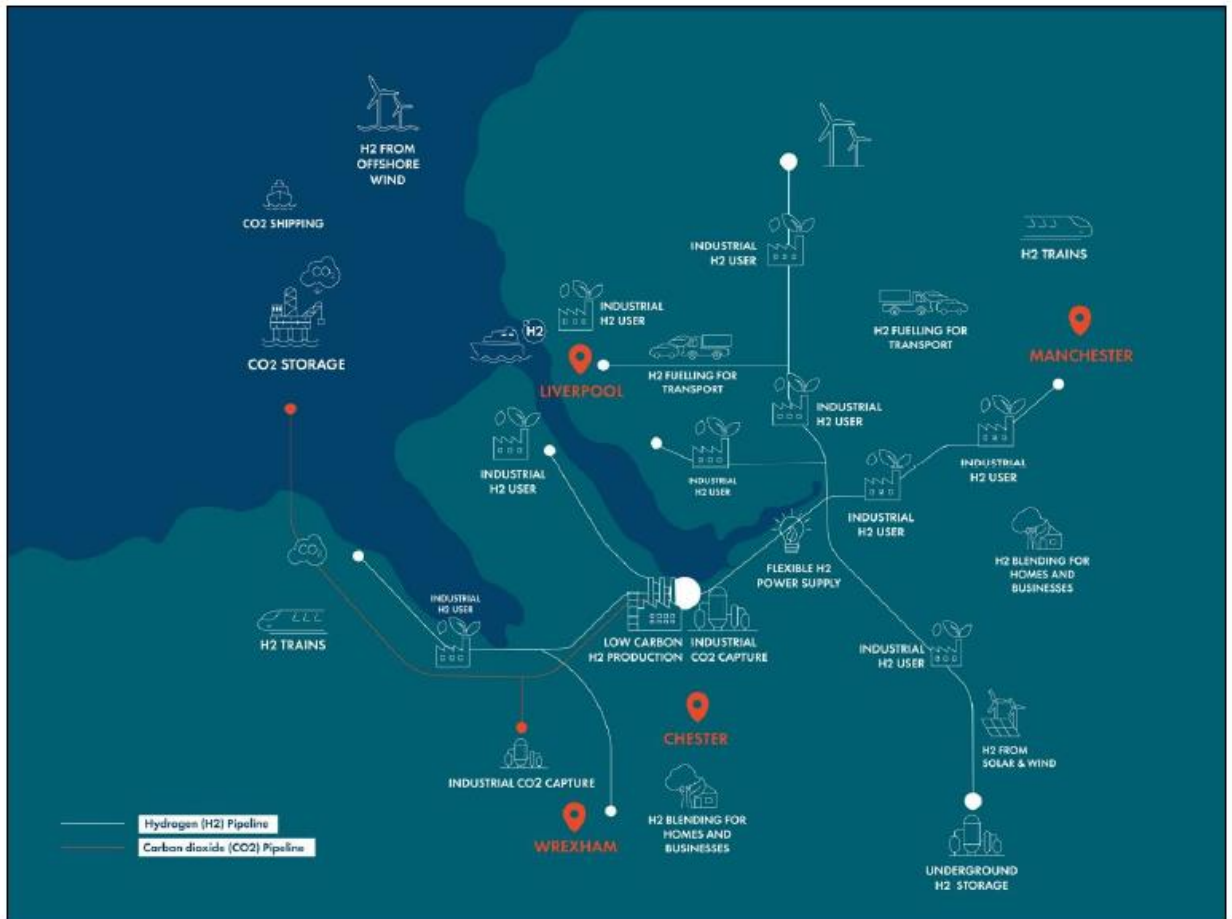 H2 FROM
OFFSHORE
WIND
CO2 SHIPPING
CO2
CO2 STORAGE
INDUSTRIAL
H2 USER
H2 TRAINS
INDUSTRIAL
H2 USER
H2
H2 FUELLING FOR
TRANSPORT
MANCHESTER
LIVERPOOL
H2 FUELLING FOR
TRANSPORT
INDUSTRIAL
H2 USER
INDUSTRIAL
H2 USER
INDUSTRIAL
H2 USER
INDUSTRIAL
H2 USER
INDUSTRIAL
H2 USER
CO2
FLEXIBLE H2
POWER SUPPLY
H2 BLENDING FOR
HOMES AND
BUSINESSES
INDUSTRIAL
H2 USER
H2 TRAINS
LOW CARBON
H2 PRODUCTION
INDUSTRIAL
CO2 CAPTURE
INDUSTRIAL
H2 USER
CHESTER
H2 FROM
SOLAR & WIND
INDUSTRIAL CO2 CAPTURE
WREXHAM
H2 BLENDING FOR
HOMES AND
BUSINESSES
UNDERGROUND
H2 STORAGE
Hydrogen (H2) Pipeline
Carbon dioxide (CO2) Pipeline